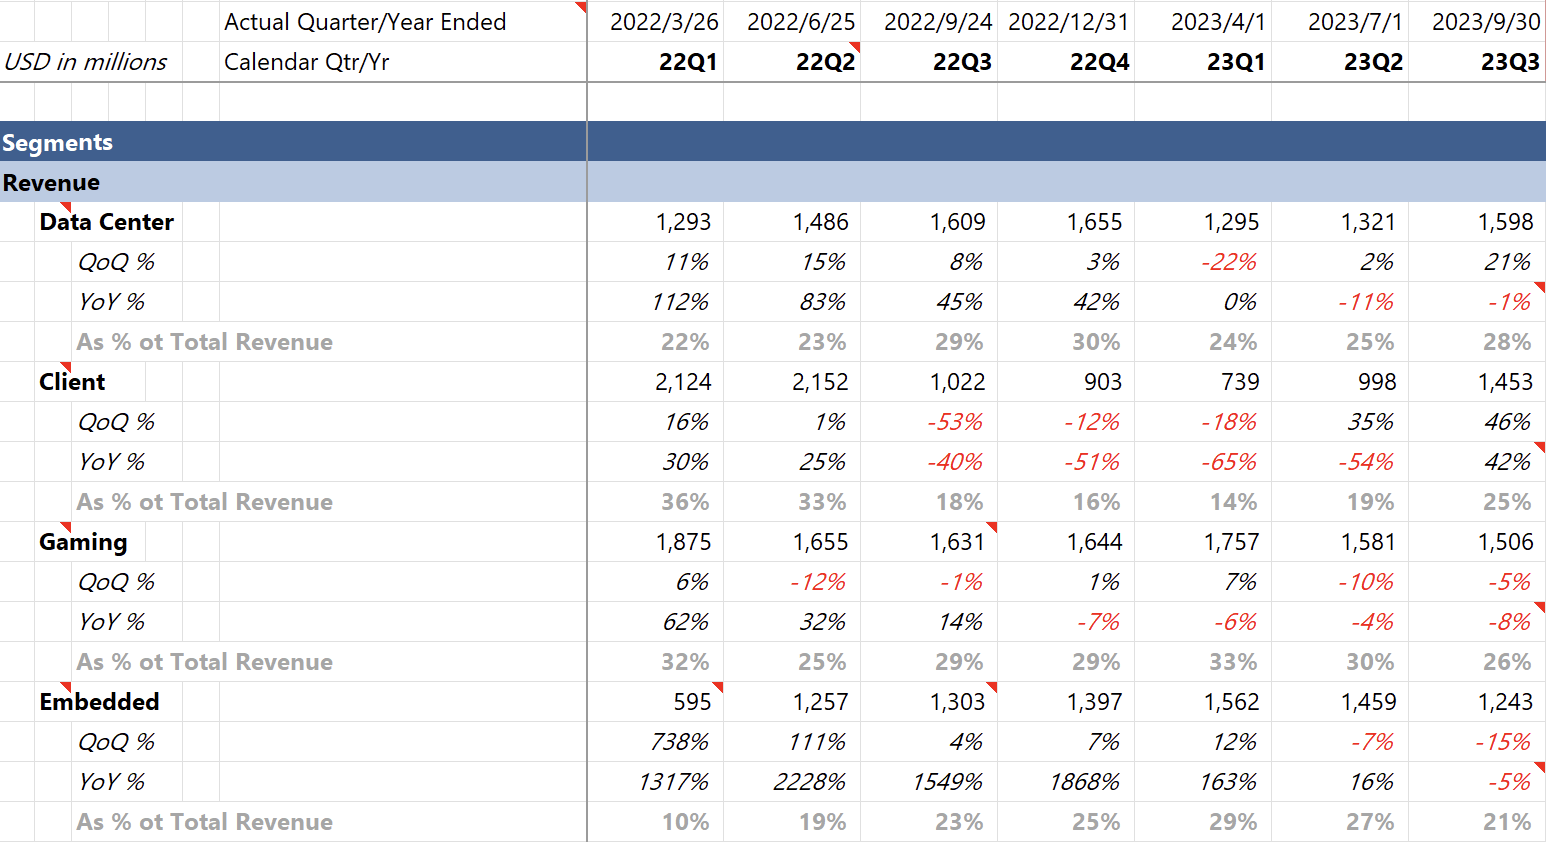 Actual Quarter/Year Ended 2022/3/26 2022/6/25 2022/9/24 2022/12/31 2023/4/1 2023/7/1 2023/9/30
USD in millions Calendar Qtr/Yr 22Q1 22Q2 22Q3 22Q4 23Q1 23Q2 23Q3
Segments
Revenue
Data Center 1,293 1,486 1,609 1,655 1,295 1,321 1,598
QoQ % 11% 15% 8% 3% -22% 2% 21%
YoY % 112% 83% 45% 42% 0% -11% -1%
As % ot Total Revenue 22% 23% 29% 30% 24% 25% 28%
Client 2,124 2,152 1,022 903 739 998 1,453
QoQ % 16% 1% -53% -12% -18% 35% 46%
YoY % 30% 25% -40% -51% -65% -54% 42%
As % ot Total Revenue 36% 33% 18% 16% 14% 19% 25%
Gaming 1,875 1,655 1,631 1,644 1,757 1,581 1,506
QoQ % 6% -12% -1% 1% 7% -10% -5%
YoY % 62% 32% 14% -7% -6% -4% -8%
As % ot Total Revenue 32% 25% 29% 29% 33% 30% 26%
Embedded 595 1,257 1,303 1,397 1,562 1,459 1,243
QoQ % 738% 111% 4% 7% 12% -7% -15%
YoY % 1317% 2228% 1549% 1868% 163% 16% -5%
As % ot Total Revenue 10% 19% 23% 25% 29% 27% 21%